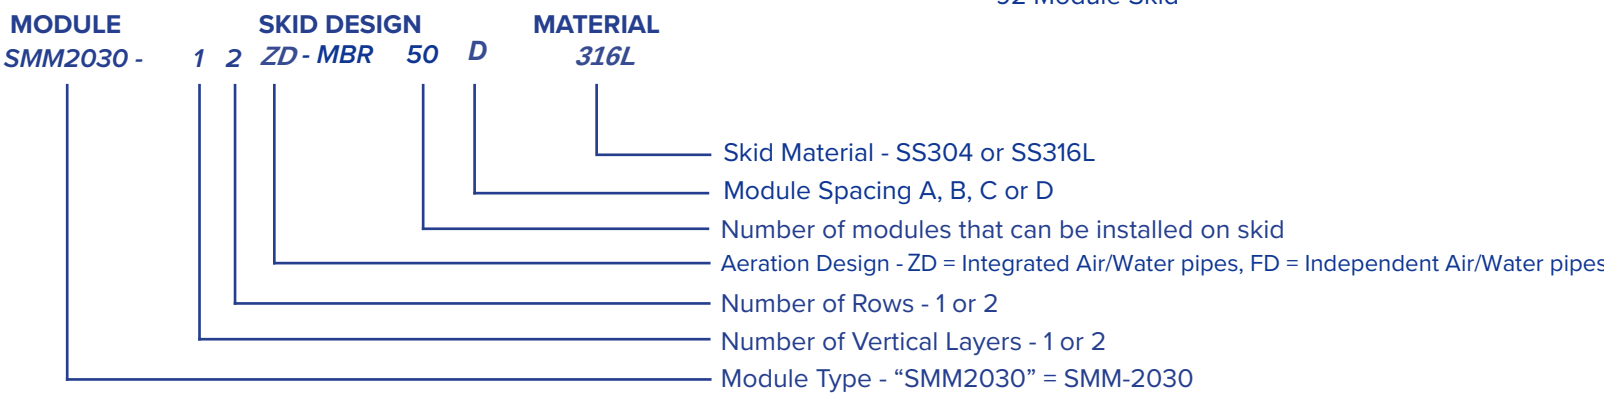 52 Module Skid
MODULE SKID DESIGN MATERIAL
SMM2030 - 1 2 ZD - MBR 50 D 316L
Skid Material - SS304 or SS316L
Module Spacing A, B, C or D
Number of modules that can be installed on skid
Aeration Design - ZD = Integrated Air/Water pipes, FD = Independent Air/Water pipes
Number of Rows - 1 or 2
Number of Vertical Layers - 1 or 2
Module Type - “SMM2030” = SMM-2030